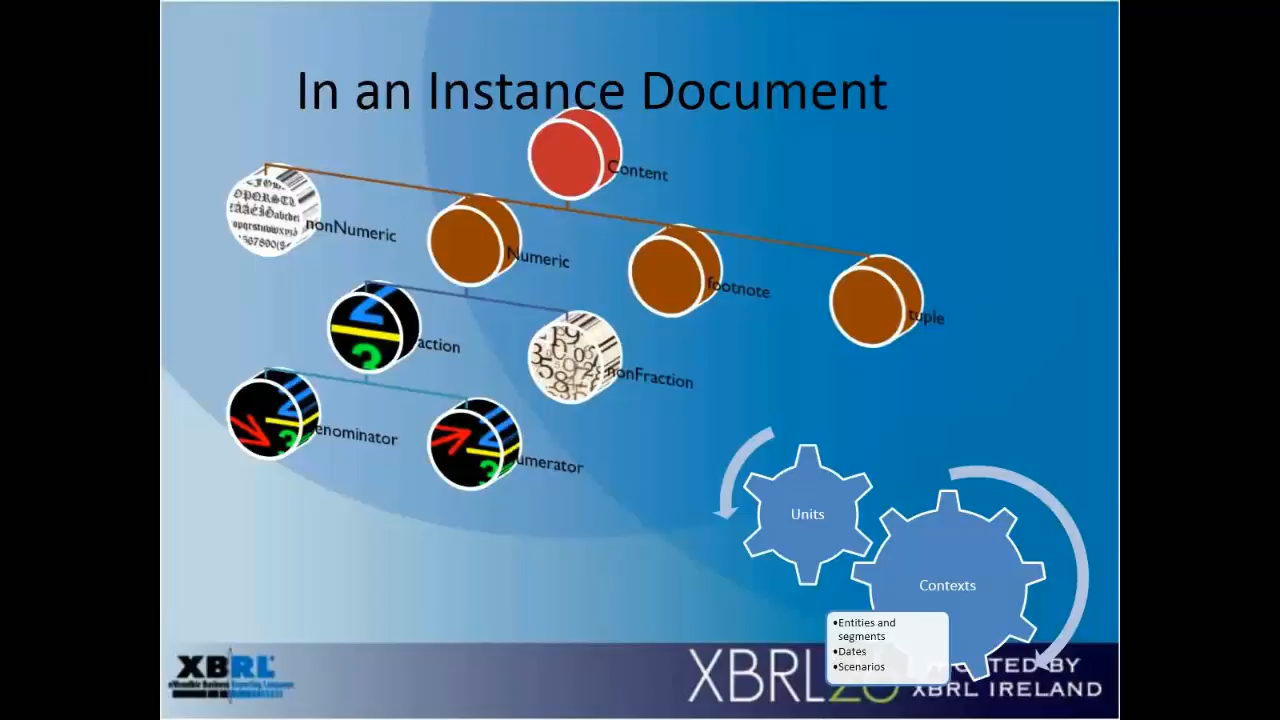 In an Instance Document
Content
nonNumeric
Numeric
footnote
tuple
action
nonFraction
enominator
umerator
Units
Contexts
•Entities and
segments
•Dates
•Scenarios
XBRL
XBRL
TED BY
XBRL IRELAND